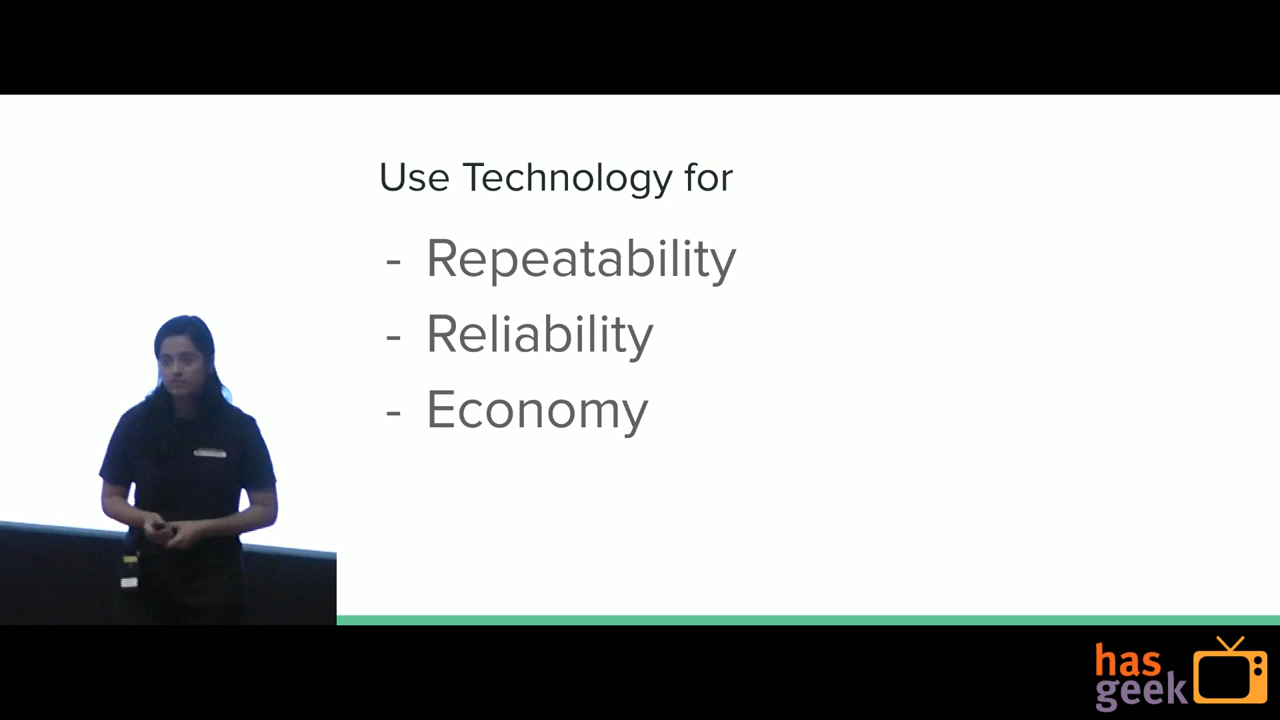 Use Technology for
- Repeatability
- Reliability
- Economy
has
geek